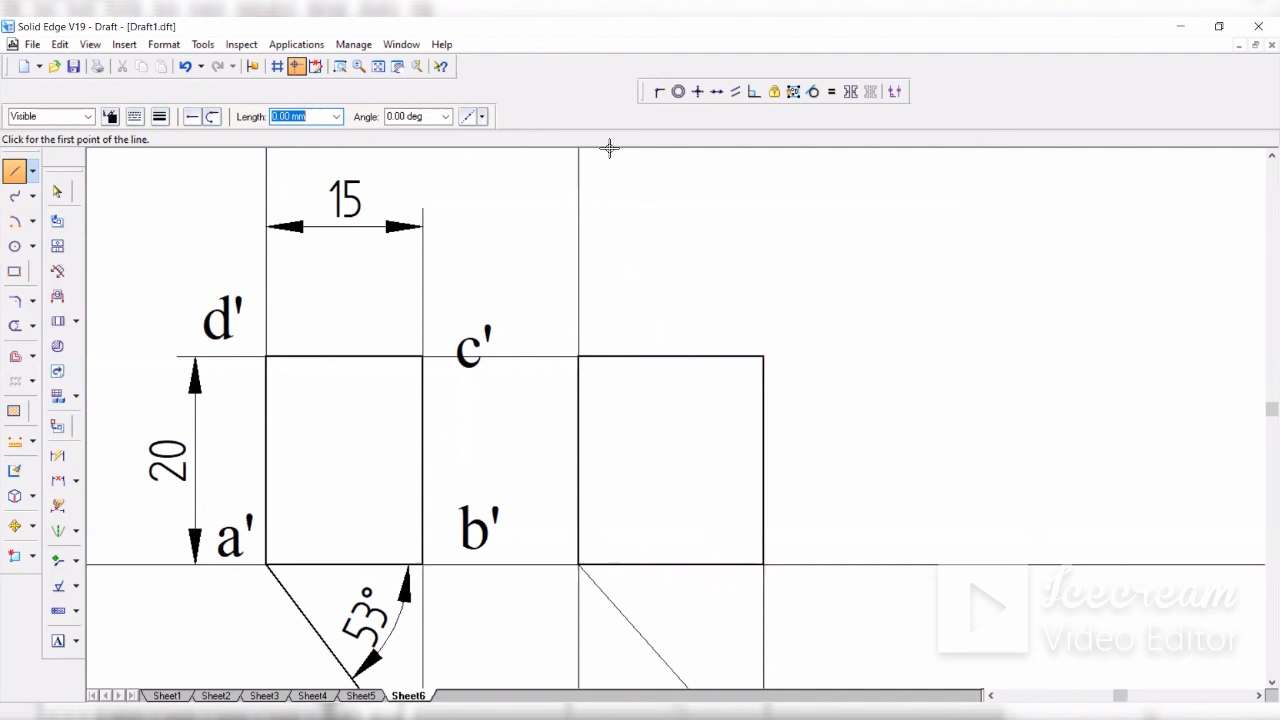 Solid Edge V19 - Draft - [Draft1.dft]
File Edit View Insert Format Tools Inspect Applications Manage Window Help
Visible Length: 0.00 mm Angle: 0.00 deg
Click for the first point of the line.
15
d'
c'
20
a'
b'
53°
Icecream
Video Editor
Sheet1 Sheet2 Sheet3 Sheet4 Sheet5 Sheet6